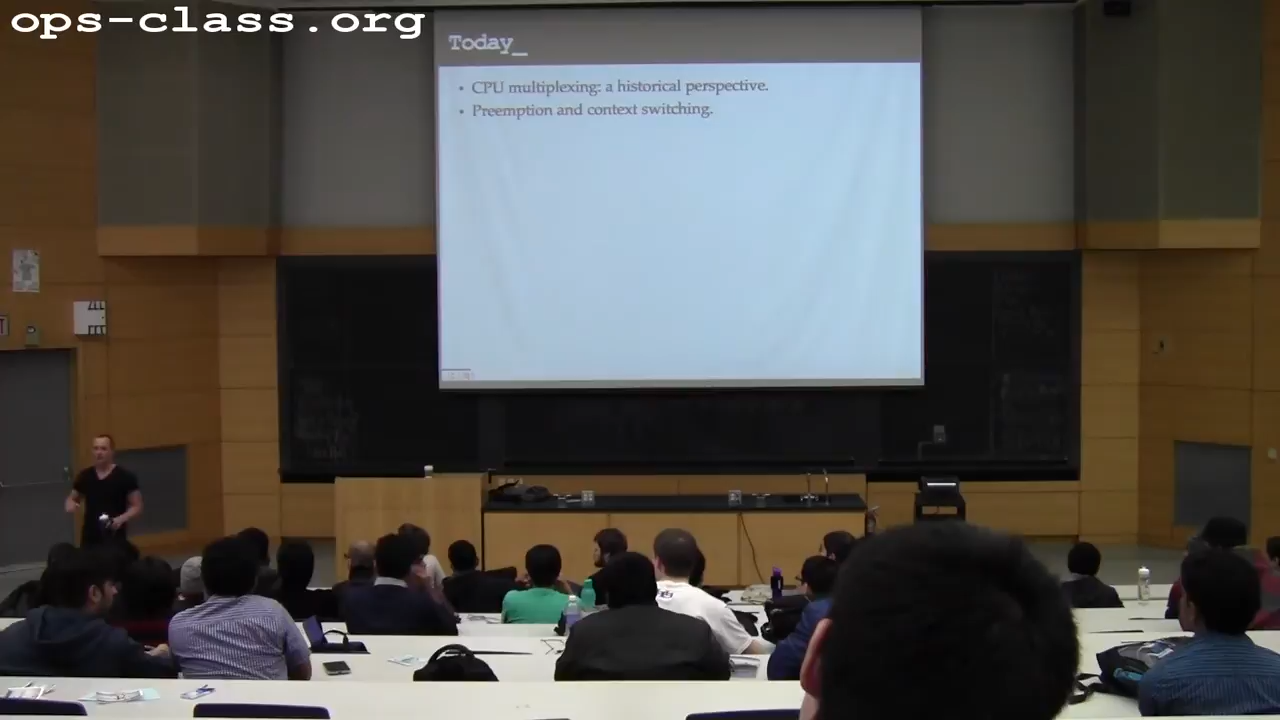 ops-class.org
Today_
• CPU multiplexing: a historical perspective.
• Preemption and context switching.